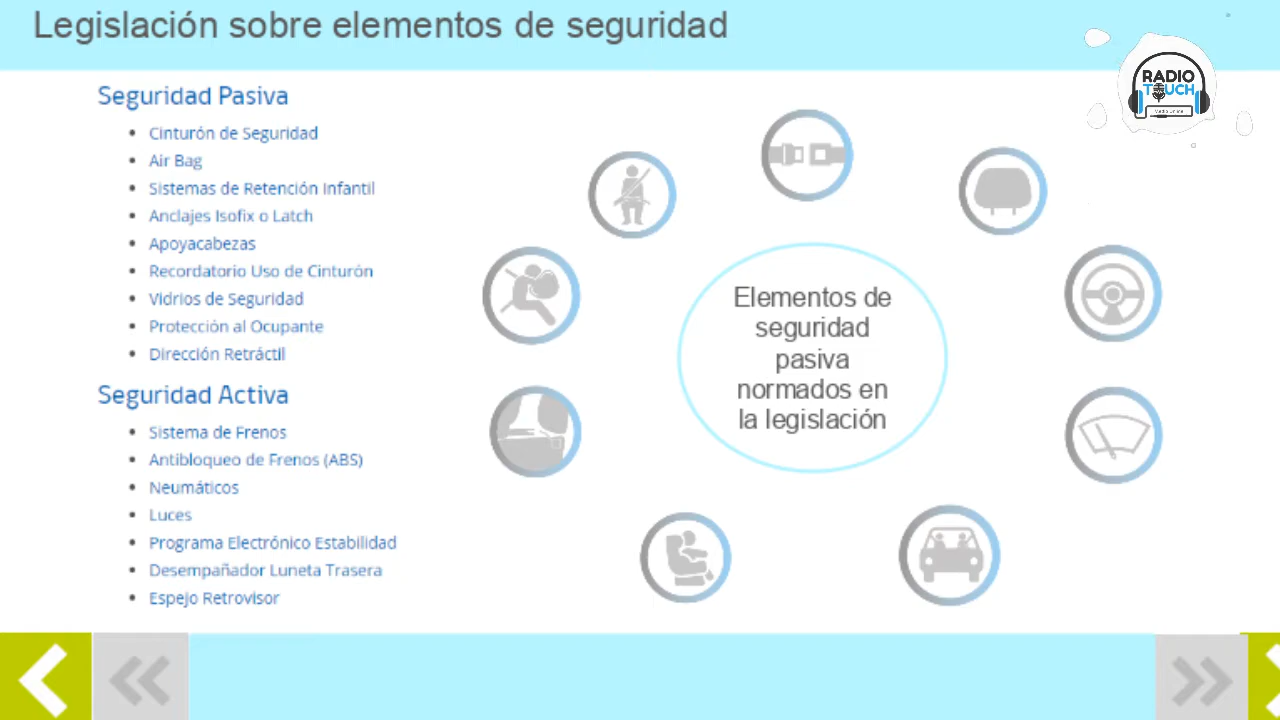 Legislación sobre elementos de seguridad
RADIO
TOUCH
Radio Online
Seguridad Pasiva
Cinturón de Seguridad
Air Bag
Sistemas de Retención Infantil
Anclajes Isofix o Latch
Apoyacabezas
Recordatorio Uso de Cinturón
Vidrios de Seguridad
Protección al Ocupante
Dirección Retráctil
Seguridad Activa
Sistema de Frenos
Antibloqueo de Frenos (ABS)
Neumáticos
Luces
Programa Electrónico Estabilidad
Desempañador Luneta Trasera
Espejo Retrovisor
Elementos de
seguridad
pasiva
normados en
la legislación